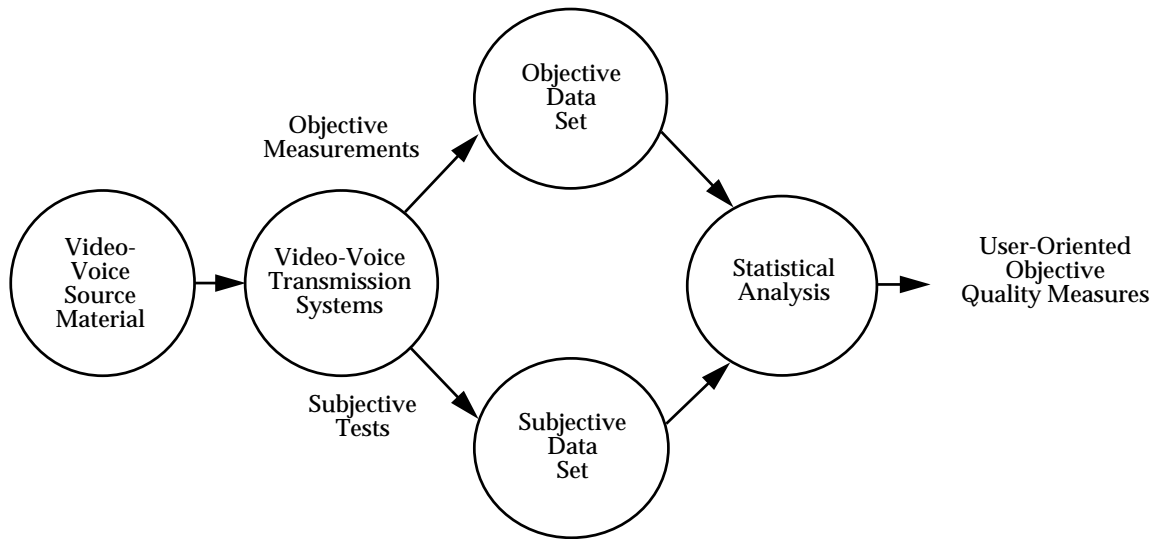 Video-
Voice
Source
Material
Video-Voice
Transmission
Systems
Objective
Measurements
Objective
Data
Set
Subjective
Tests
Subjective
Data
Set
Statistical
Analysis
User-Oriented
Objective
Quality Measures